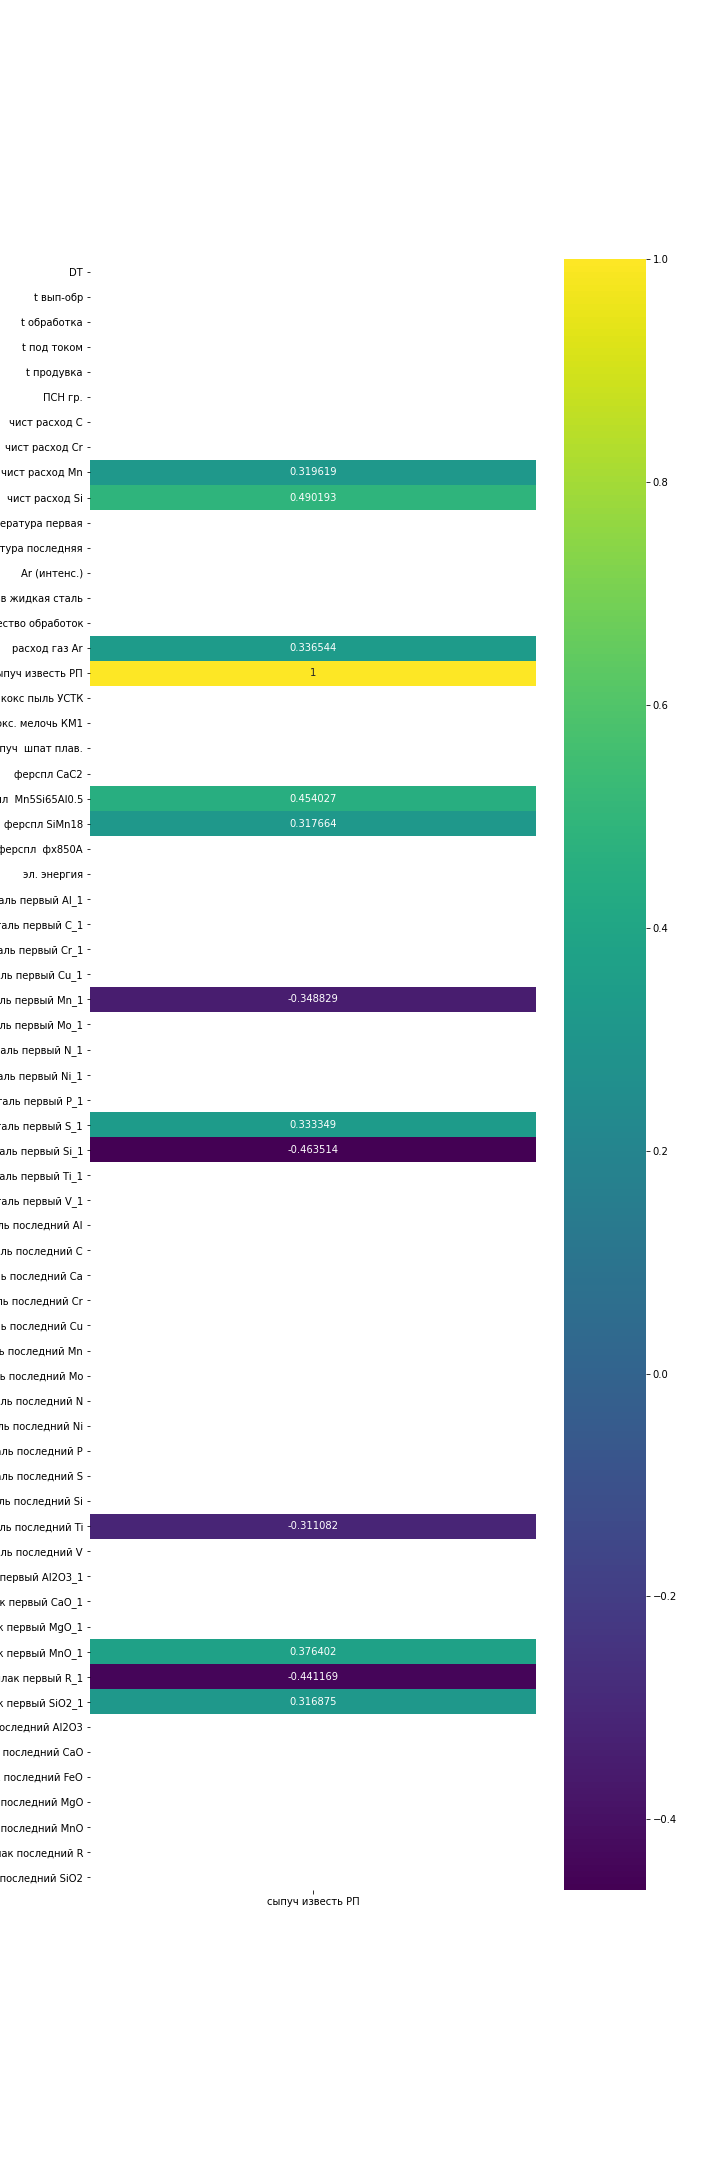 DT
t вып-обр
t обработка
t под током
t продувка
ПСН гр.
чист расход C
чист расход Cr
чист расход Mn
0.319619
чист расход Si
0.490193
ература первая
тура последняя
Ar (интенс.)
в жидкая сталь
ество обработок
расход газ Ar
0.336544
ыпуч известь РП
1
кокс пыль УСТК
окс. мелочь КМ1
пуч шпат плав.
ферспл CaC2
пл Mn5Si65Al0.5
0.454027
ферспл SiMn18
0.317664
ферспл фх850А
эл. энергия
аль первый Al_1
таль первый C_1
аль первый Cr_1
ль первый Cu_1
ль первый Mn_1
-0.348829
ль первый Mo_1
таль первый N_1
аль первый Ni_1
таль первый P_1
таль первый S_1
0.333349
аль первый Si_1
-0.463514
аль первый Ti_1
таль первый V_1
ль последний Al
аль последний C
ь последний Ca
ль последний Cr
ь последний Cu
ь последний Mn
ь последний Mo
ль последний N
ль последний Ni
аль последний P
аль последний S
ль последний Si
ль последний Ti
-0.311082
ль последний V
первый Al2O3_1
к первый CaO_1
к первый MgO_1
к первый MnO_1
0.376402
лак первый R_1
-0.441169
к первый SiO2_1
0.316875
оследний Al2O3
последний CaO
последний FeO
последний MgO
последний MnO
лак последний R
последний SiO2
сыпуч известь РП
1.0
0.8
0.6
0.4
0.2
0.0
−0.2
−0.4